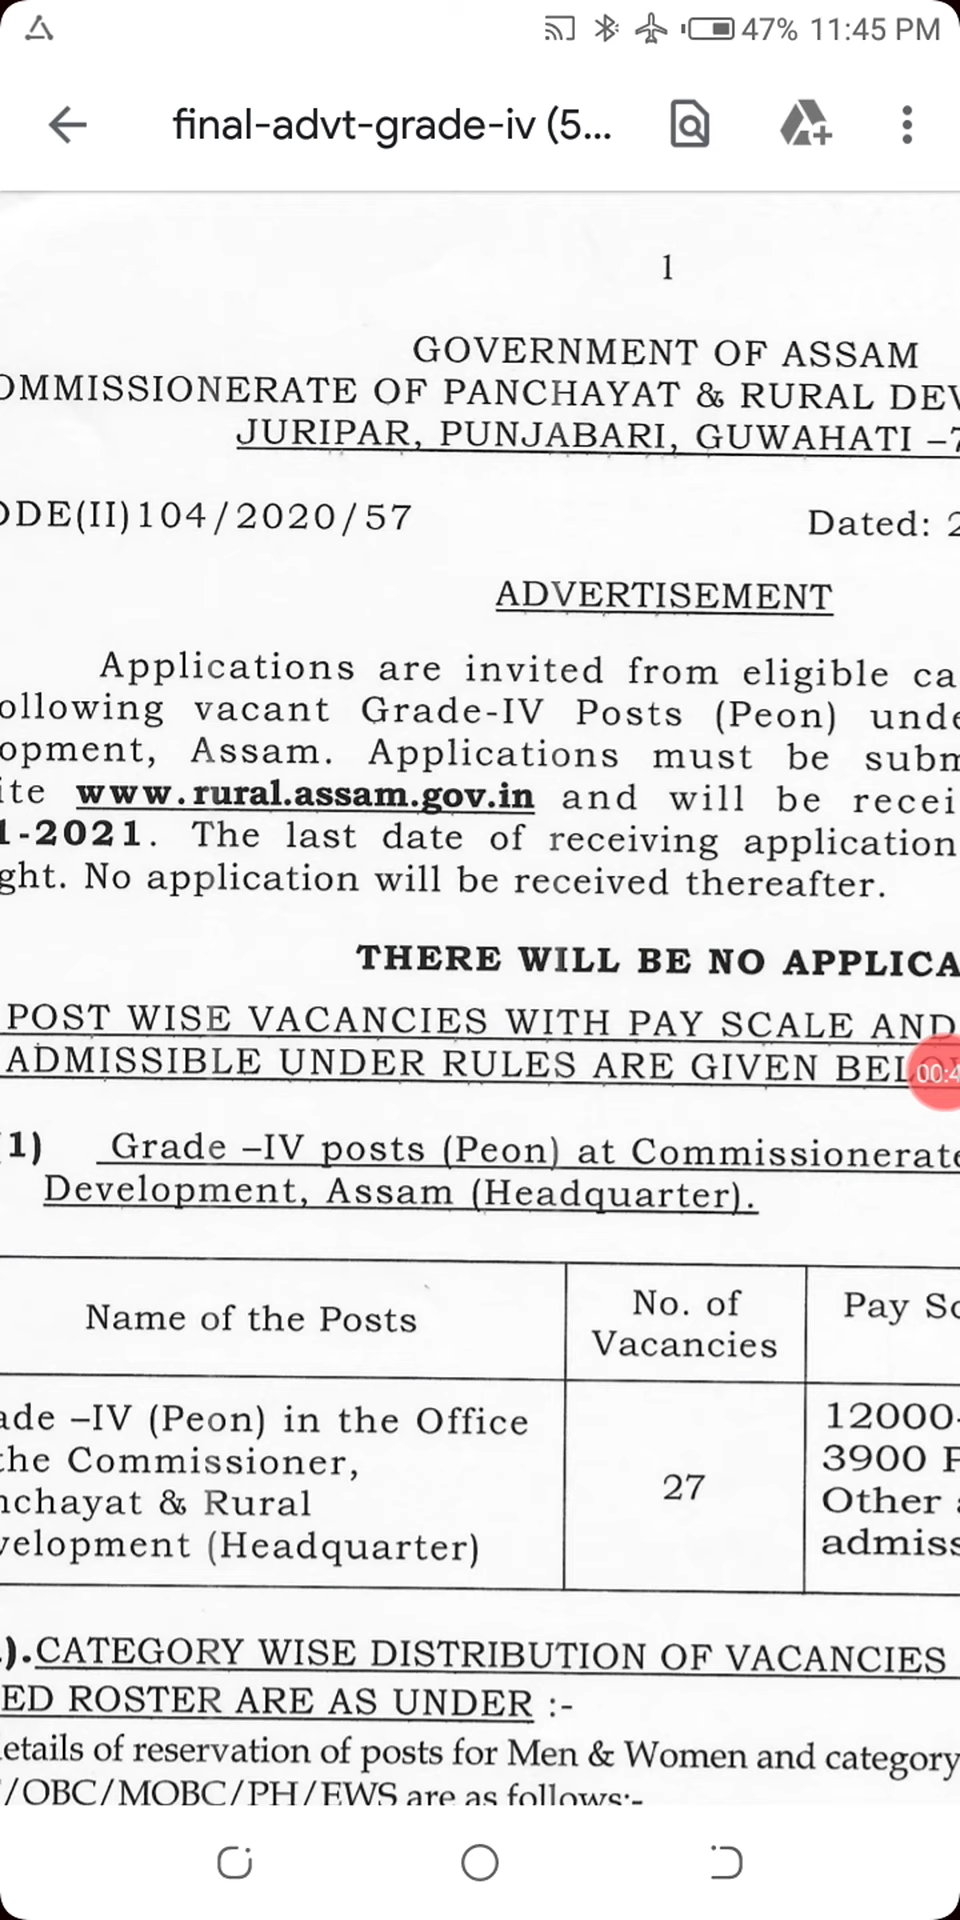 47% 11:45 PM
final-advt-grade-iv (5...
1
GOVERNMENT OF ASSAM
OMMISSIONERATE OF PANCHAYAT & RURAL DEV
JURIPAR, PUNJABARI, GUWAHATI –7
DDE(II)104/2020/57 Dated: 2
ADVERTISEMENT
Applications are invited from eligible ca
ollowing vacant Grade-IV Posts (Peon) unde
opment, Assam. Applications must be subm
ite www.rural.assam.gov.in and will be recei
1-2021. The last date of receiving application
ght. No application will be received thereafter.
THERE WILL BE NO APPLICA
POST WISE VACANCIES WITH PAY SCALE AND
ADMISSIBLE UNDER RULES ARE GIVEN BEL
00:4
1) Grade –IV posts (Peon) at Commissionerate
Development, Assam (Headquarter).
Name of the Posts
No. of
Vacancies
Pay Sc
ade –IV (Peon) in the Office
the Commissioner,
nchayat & Rural
velopment (Headquarter)
27
12000-
3900 P
Other a
admiss
).CATEGORY WISE DISTRIBUTION OF VACANCIES
ED ROSTER ARE AS UNDER :-
etails of reservation of posts for Men & Women and category
/OBC/MOBC/PH/EWS are as follows:-